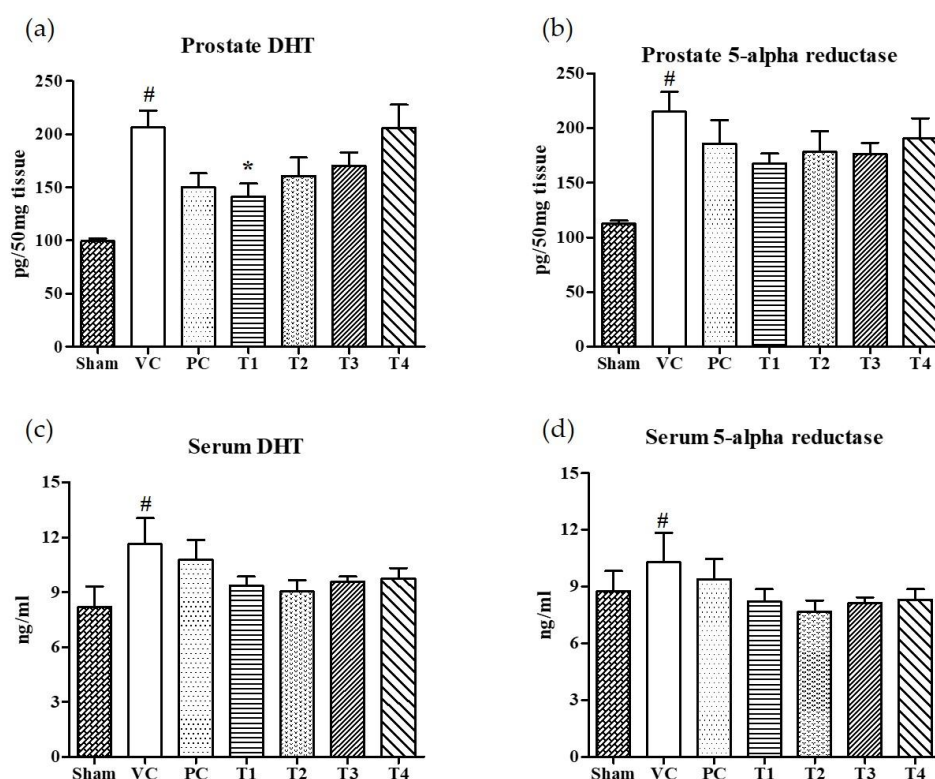 (a)
Prostate DHT
#
*
250
200
150
100
50
0
pg/50mg tissue
Sham VC PC T1 T2 T3 T4
(b)
Prostate 5-alpha reductase
#
250
200
150
100
50
0
pg/50mg tissue
Sham VC PC T1 T2 T3 T4
(c)
Serum DHT
#
15
12
9
6
3
0
ng/ml
Sham VC PC T1 T2 T3 T4
(d)
Serum 5-alpha reductase
#
15
12
9
6
3
0
ng/ml
Sham VC PC T1 T2 T3 T4